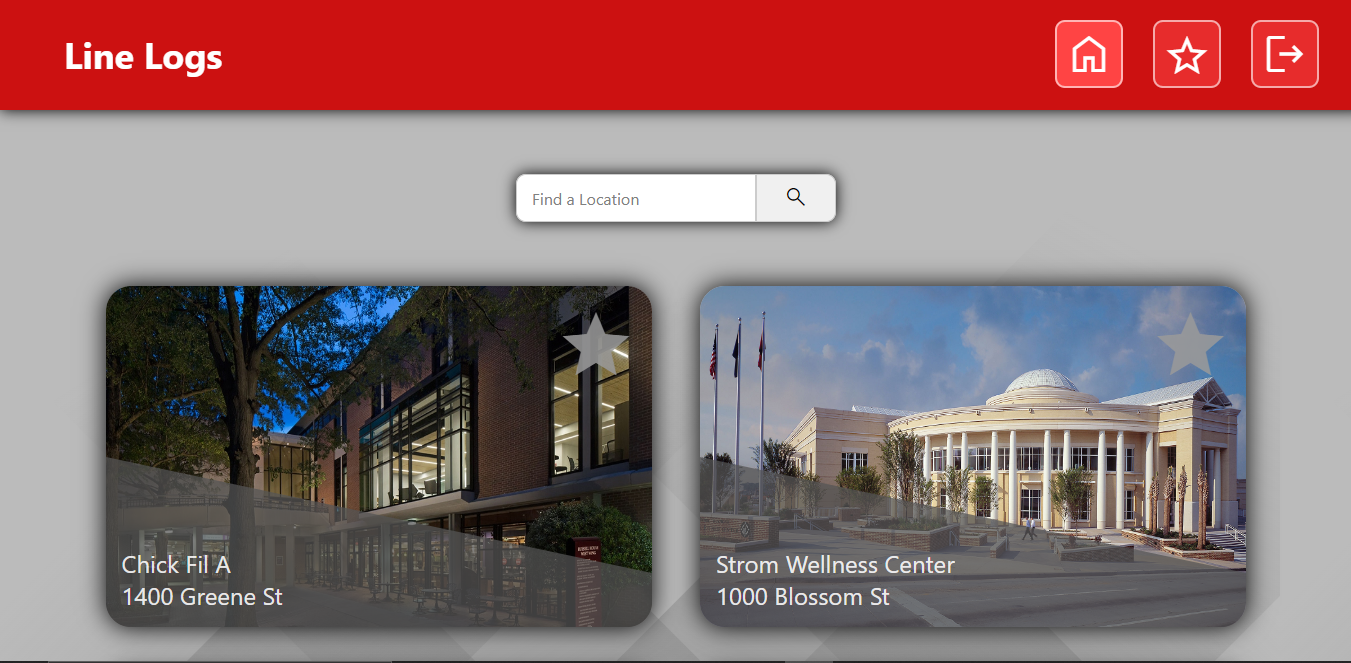 Line Logs
Find a Location
Chick Fil A
1400 Greene St
Strom Wellness Center
1000 Blossom St